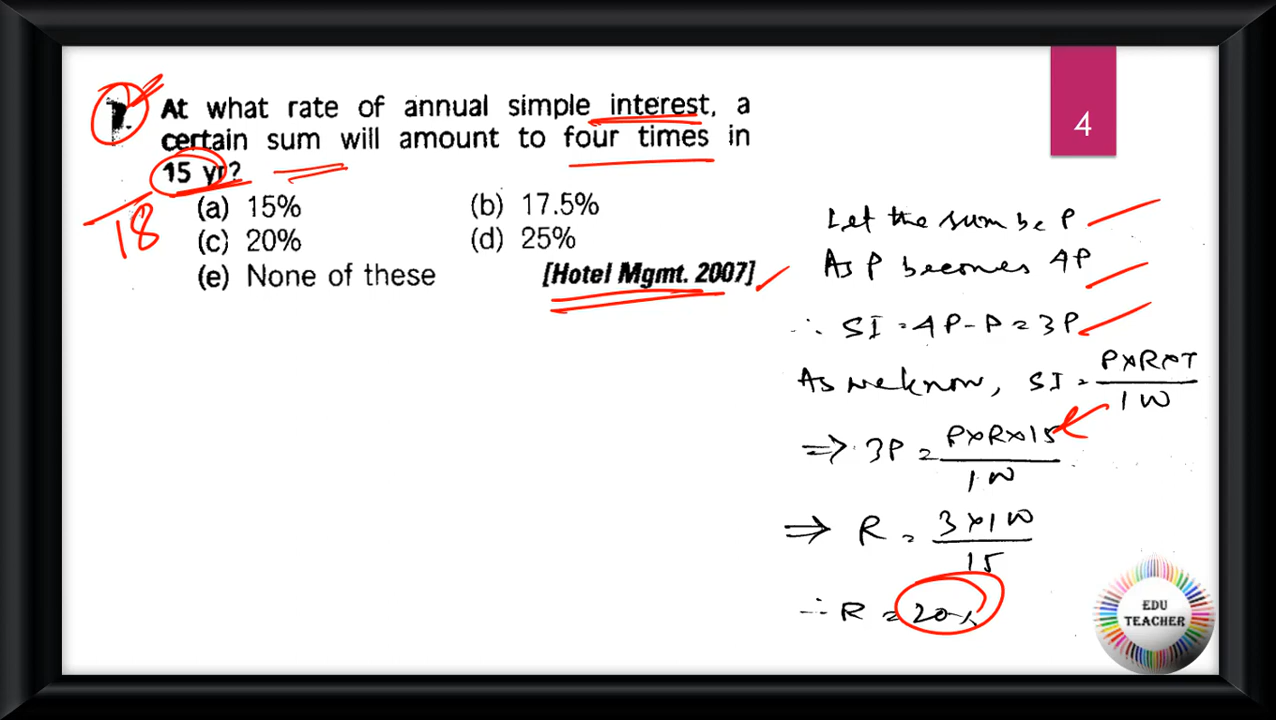 At what rate of annual simple interest, a
certain sum will amount to four times in
15 yr?
18
(a) 15% (b) 17.5%
(c) 20% (d) 25%
(e) None of these [Hotel Mgmt. 2007]
4
Let the sum be P
As P becomes 4P
∴ SI = 4P - P = 3P
As we know, SI = P×R×T
100
⇒ 3P = P×R×15
100
⇒ R = 3×100
15
∴ R = 20%
EDU
TEACHER